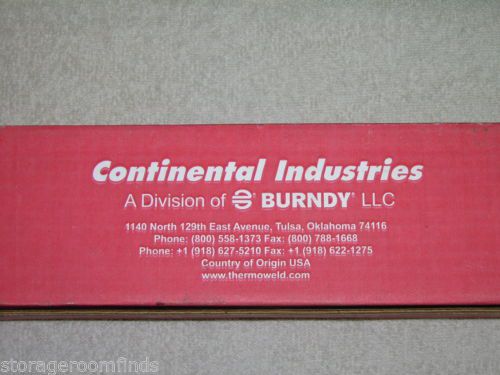 Continental Industries
A Division of BURNDY® LLC
1140 North 129th East Avenue, Tulsa, Oklahoma 74116
Phone: (800) 558-1373 Fax: (800) 788-1668
Phone: +1 (918) 627-5210 Fax: +1 (918) 622-1275
Country of Origin USA
www.thermoweld.com
storageroomfinds